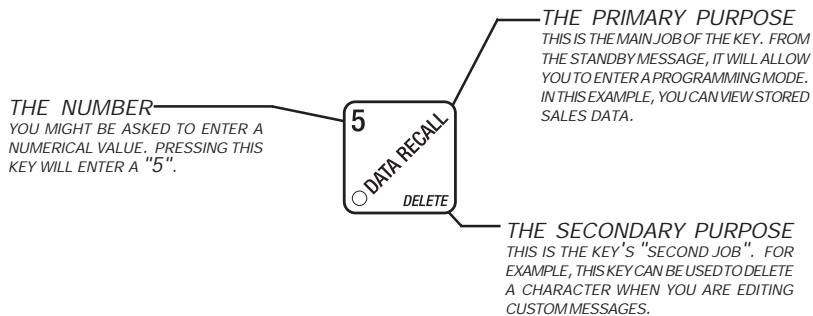 THE PRIMARY PURPOSE
THIS IS THE MAIN JOB OF THE KEY. FROM
THE STANDBY MESSAGE, IT WILL ALLOW
YOU TO ENTER A PROGRAMMING MODE.
IN THIS EXAMPLE, YOU CAN VIEW STORED
SALES DATA.
THE NUMBER
YOU MIGHT BE ASKED TO ENTER A
NUMERICAL VALUE. PRESSING THIS
KEY WILL ENTER A "5".
5
DATA RECALL
DELETE
THE SECONDARY PURPOSE
THIS IS THE KEY'S "SECOND JOB". FOR
EXAMPLE, THIS KEY CAN BE USED TO DELETE
A CHARACTER WHEN YOU ARE EDITING
CUSTOM MESSAGES.